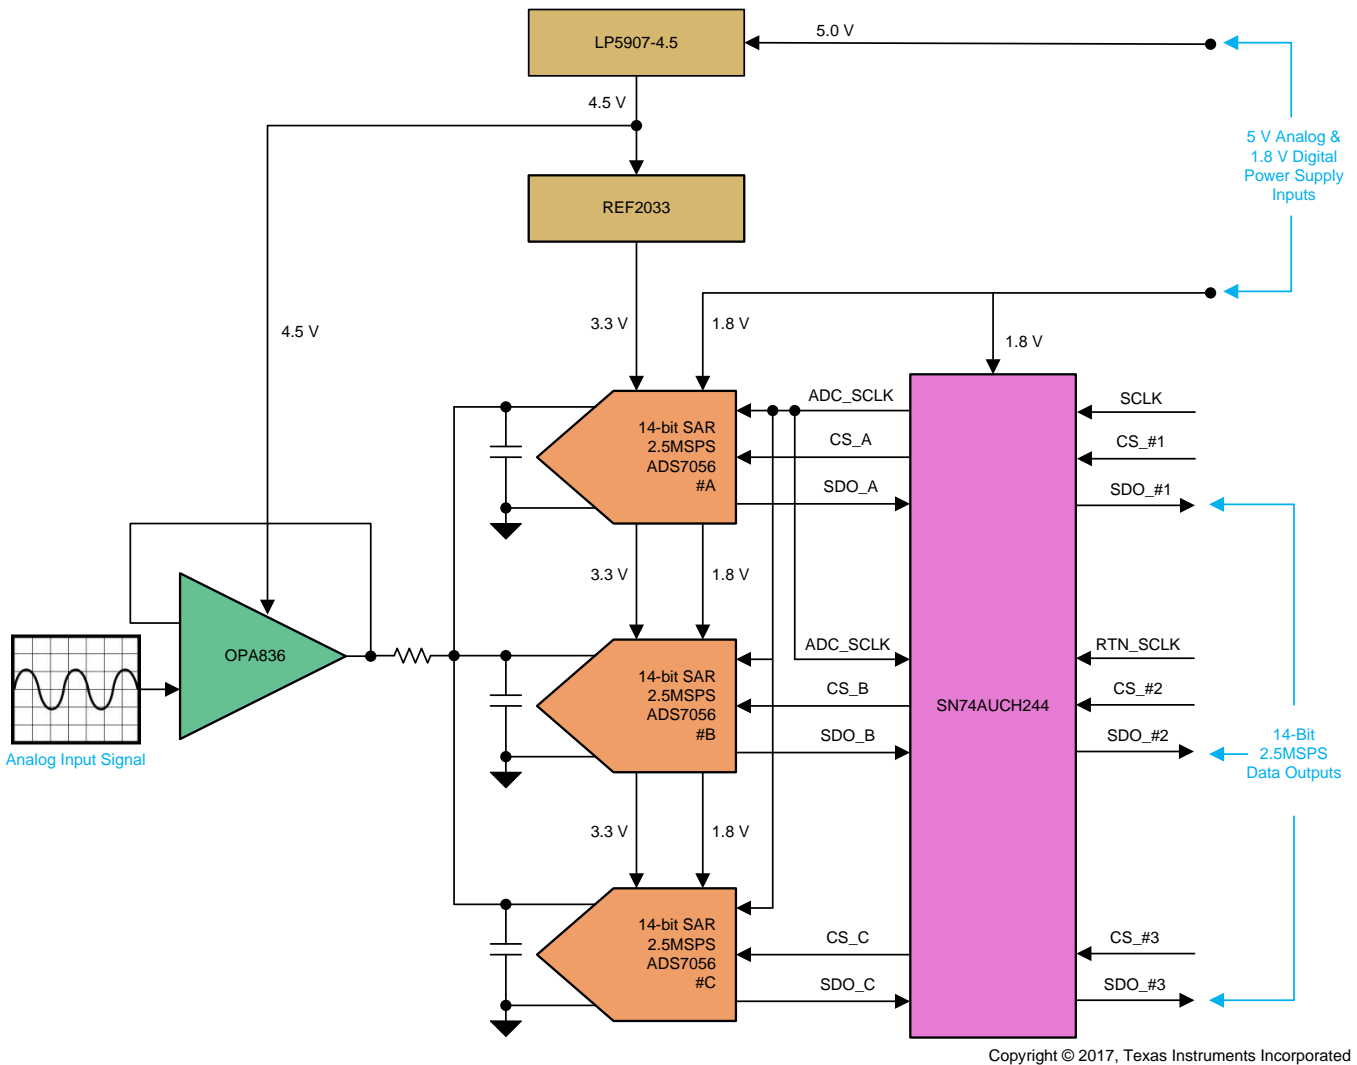 LP5907-4.5
5.0 V
4.5 V
5 V Analog &
1.8 V Digital
Power Supply
Inputs
REF2033
4.5 V
3.3 V
1.8 V
1.8 V
ADC_SCLK
SCLK
14-bit SAR
2.5MSPS
ADS7056
#A
CS_A
CS_#1
SDO_A
SDO_#1
3.3 V
1.8 V
OPA836
Analog Input Signal
ADC_SCLK
RTN_SCLK
14-bit SAR
2.5MSPS
ADS7056
#B
CS_B
SN74AUCH244
CS_#2
SDO_B
SDO_#2
14-Bit
2.5MSPS
Data Outputs
3.3 V
1.8 V
14-bit SAR
2.5MSPS
ADS7056
#C
CS_C
CS_#3
SDO_C
SDO_#3
Copyright © 2017, Texas Instruments Incorporated